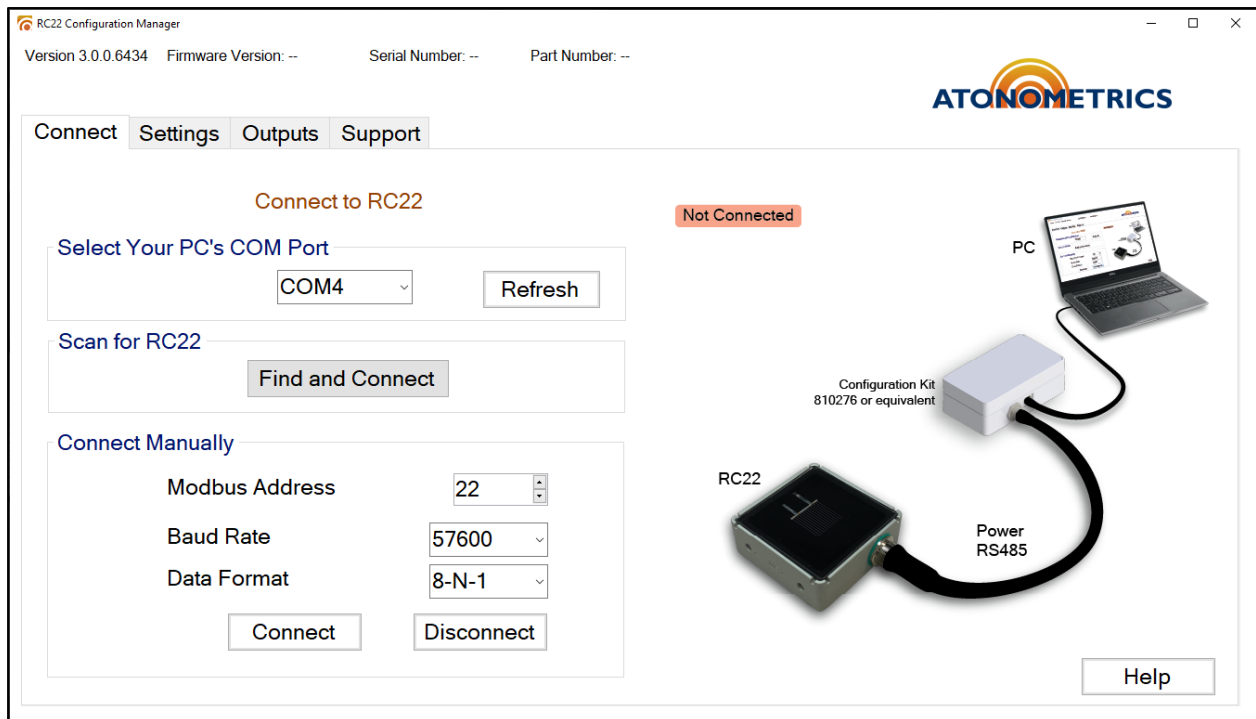 RC22 Configuration Manager
Version 3.0.0.6434 Firmware Version: -- Serial Number: -- Part Number: --
ATONOMETRICS
Connect Settings Outputs Support
Connect to RC22
Not Connected
Select Your PC's COM Port
COM4 Refresh
PC
Scan for RC22
Find and Connect
Configuration Kit
810276 or equivalent
Connect Manually
Modbus Address 22
RC22
Baud Rate 57600
Power
RS485
Data Format 8-N-1
Connect Disconnect
Help